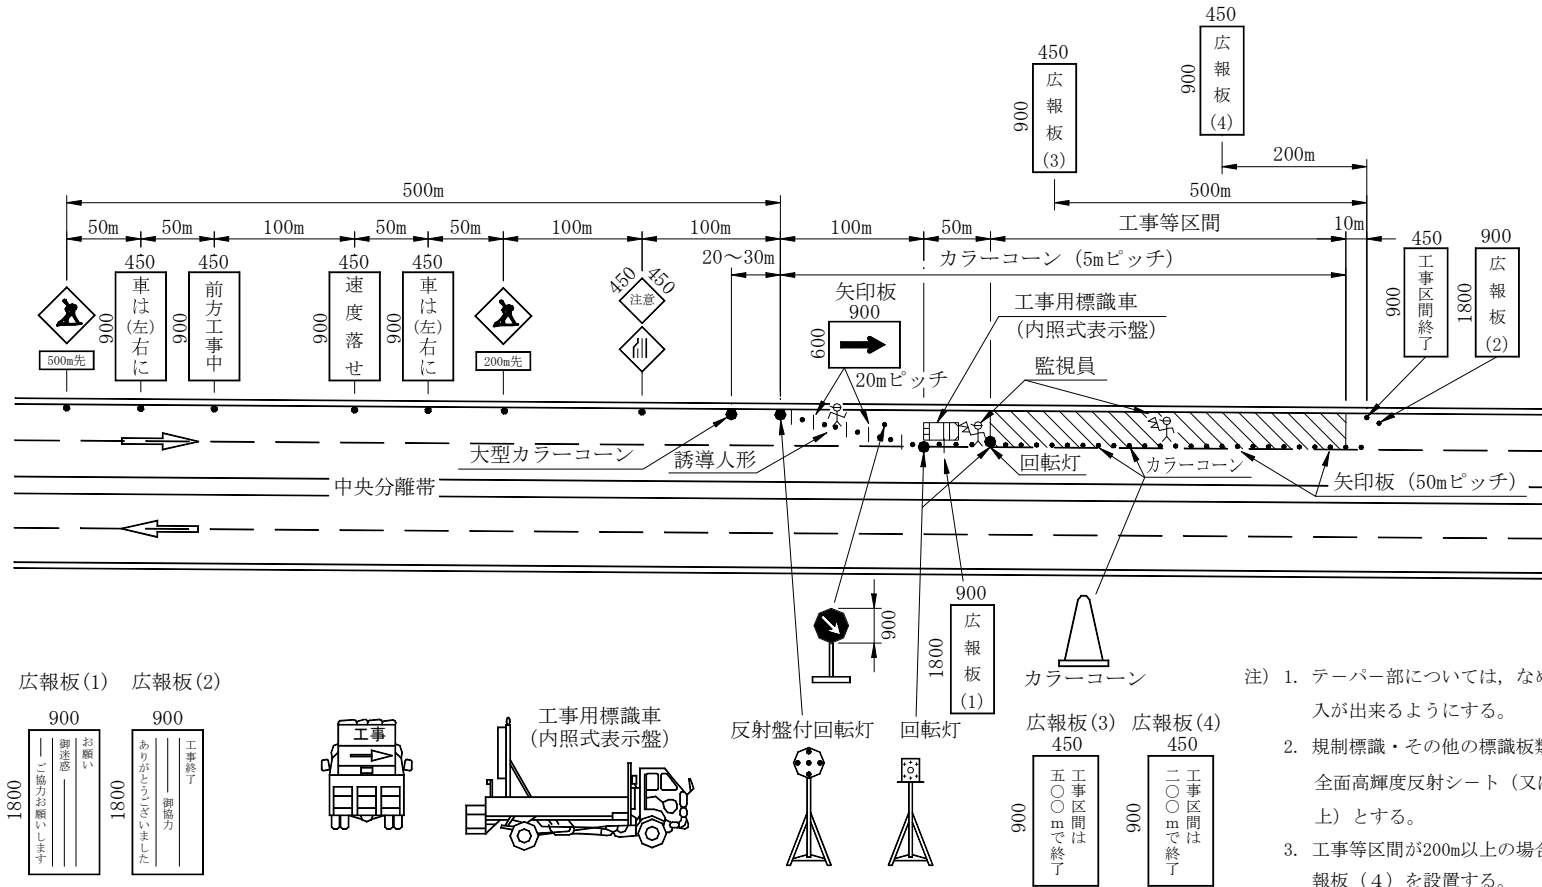 450
広報板(4)
900
450
広報板(3)
900
200m
500m
500m
50m
50m
100m
50m
50m
100m
100m
100m
50m
工事等区間
10m
20～30m
カラーコーン（5mピッチ）
500m先
450
車は(左)右に
900
450
前方工事中
900
450
速度落せ
900
450
車は(左)右に
900
200m先
450
450
注意
矢印板
900
600
20mピッチ
工事用標識車
(内照式表示盤)
監視員
450
工事区間終了
900
900
広報板(2)
1800
大型カラーコーン
誘導人形
回転灯
カラーコーン
矢印板（50mピッチ）
中央分離帯
900
900
広報板(1)
1800
カラーコーン
反射盤付回転灯
回転灯
広報板(1)
900
1800
お願い
御迷惑
ご協力お願いします
広報板(2)
900
1800
工事終了
御協力
ありがとうございました
工事
工事用標識車
(内照式表示盤)
広報板(3)
450
900
工事区間は
五〇〇ｍで終了
広報板(4)
450
900
工事区間は
二〇〇ｍで終了
注）1. テーパー部については，なめ
入が出来るようにする。
2. 規制標識・その他の標識板類
全面高輝度反射シート（又は
上）とする。
3. 工事等区間が200m以上の場合
報板（４）を設置する。